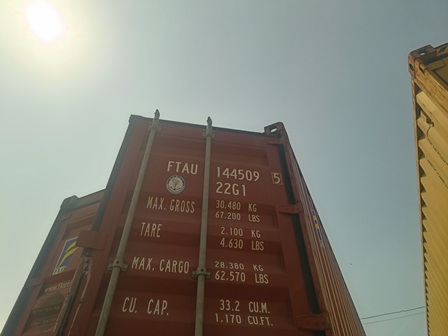 FTAU 144509 5
22G1
MAX. GROSS 30.480 KG
67.200 LBS
TARE 2.100 KG
4.630 LBS
MAX. CARGO 28.380 KG
62.570 LBS
CU. CAP. 33.2 CU.M.
1.170 CU.FT.